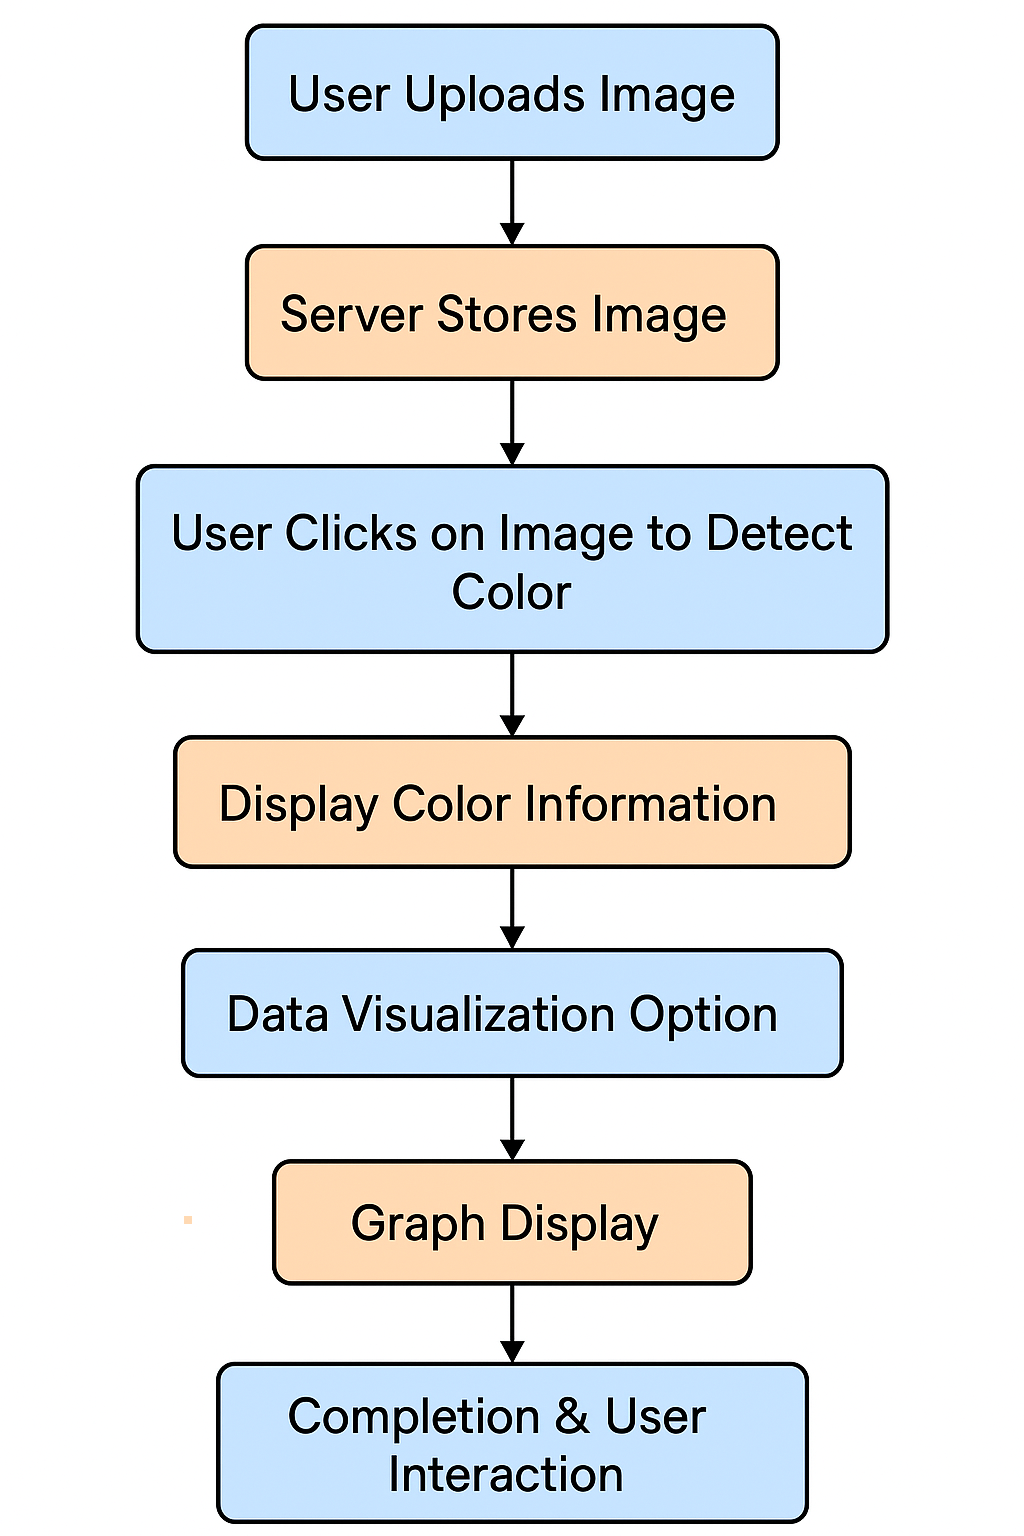 User Uploads Image
Server Stores Image
User Clicks on Image to Detect
Color
Display Color Information
Data Visualization Option
Graph Display
Completion & User
Interaction